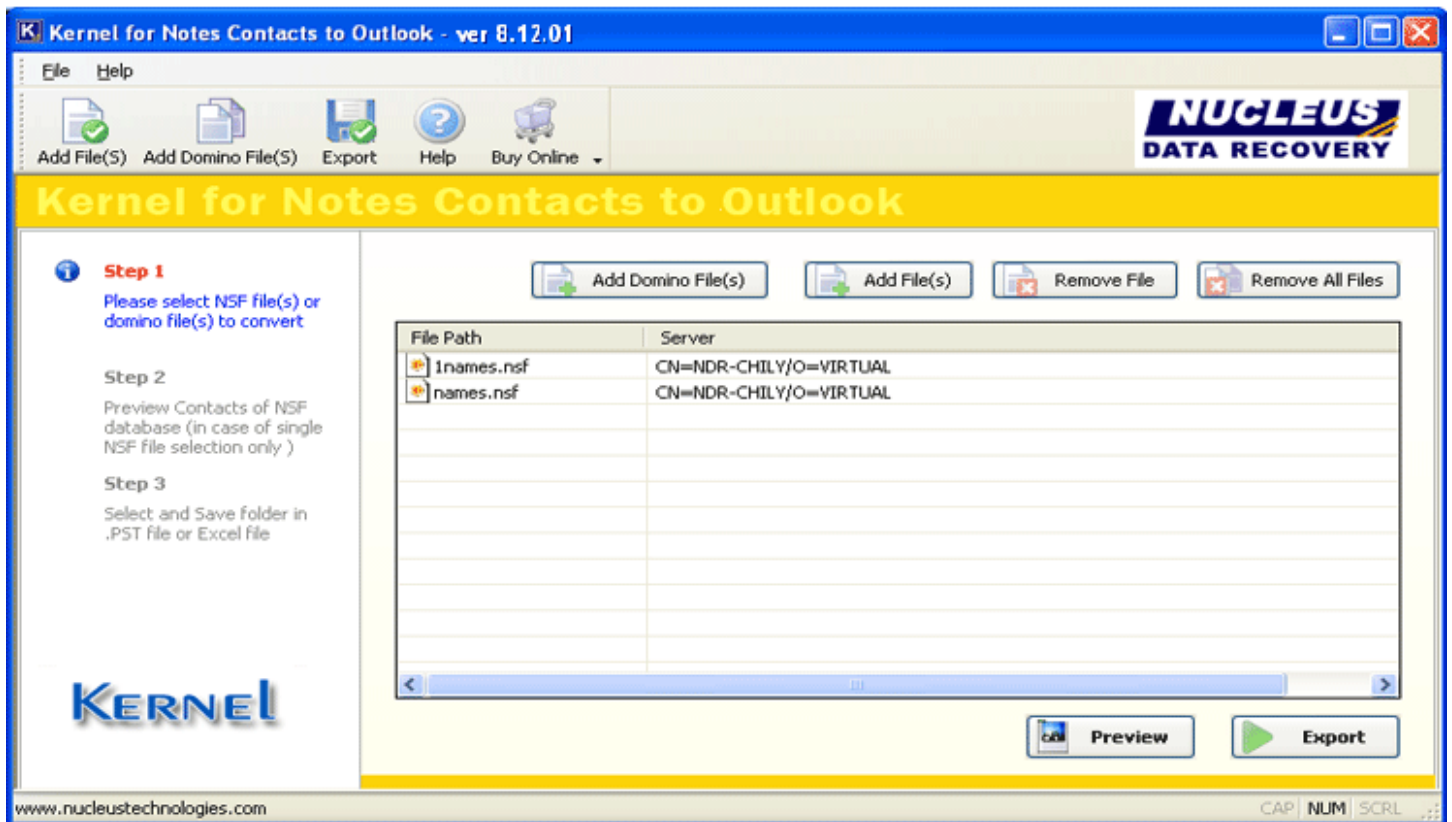 Kernel for Notes Contacts to Outlook - ver 8.12.01
File Help
Add File(S) Add Domino File(S) Export Help Buy Online
NUCLEUS
DATA RECOVERY
Kernel for Notes Contacts to Outlook
Step 1
Please select NSF file(s) or
domino file(s) to convert
Step 2
Preview Contacts of NSF
database (in case of single
NSF file selection only )
Step 3
Select and Save folder in
.PST file or Excel file
KERNEL
Add Domino File(s) Add File(s) Remove File Remove All Files
File Path Server
1names.nsf CN=NDR-CHILY/O=VIRTUAL
names.nsf CN=NDR-CHILY/O=VIRTUAL
Preview Export
www.nucleustechnologies.com
CAP NUM SCRL